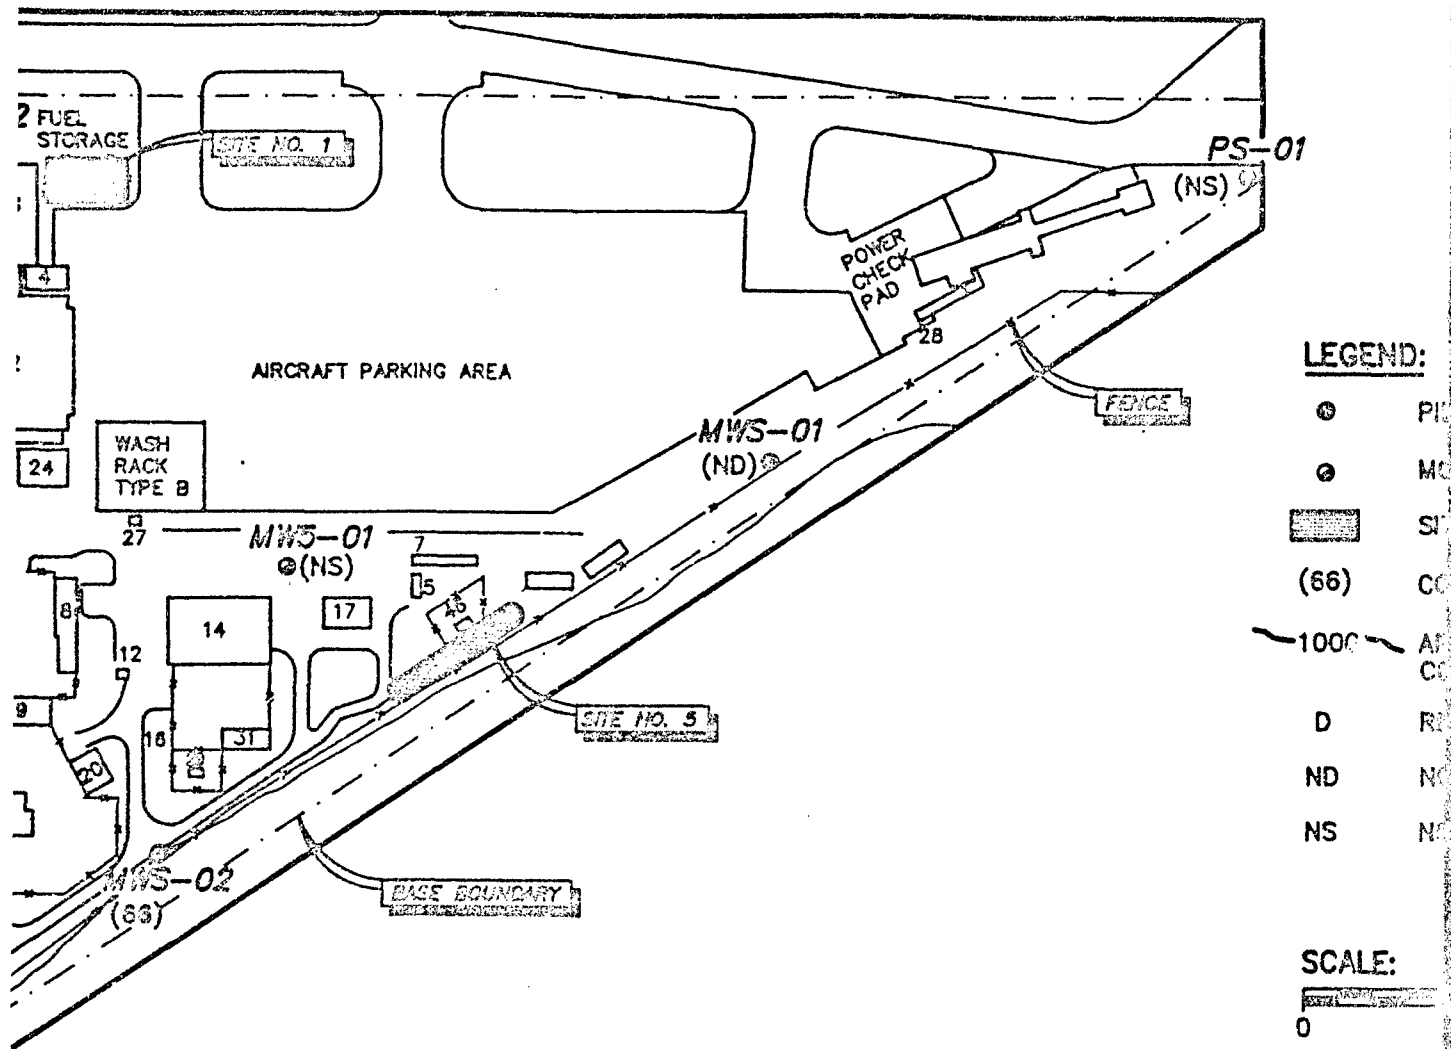 FUEL
STORAGE
SITE NO. 1
4
PS-01
(NS)
POWER
CHECK
PAD
28
AIRCRAFT PARKING AREA
FENCE
WASH
RACK
TYPE B
24
27
MWS-01
(ND)
MW5-01
(NS)
7
5
8
12
14
17
9
16
31
20
SITE NO. 5
MWS-02
BASE BOUNDARY
LEGEND:
(66)
D
ND
NS
SCALE:
0